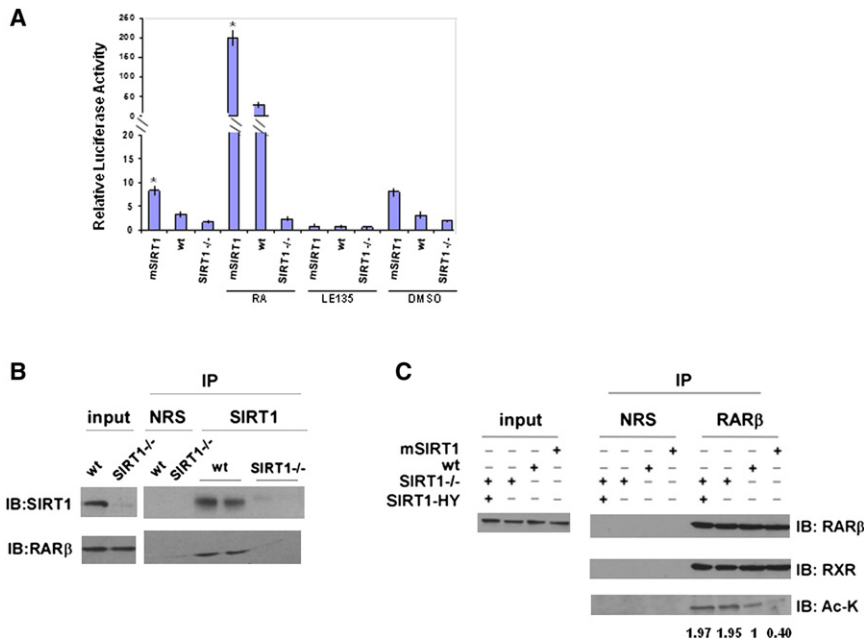 A
Relative Luciferase Activity
250
200
150
100
50
0
20
15
10
5
0
*
*
mSIRT1
wt
SIRT1 -/-
mSIRT1
wt
SIRT1 -/-
mSIRT1
wt
SIRT1 -/-
mSIRT1
wt
SIRT1 -/-
RA
LE135
DMSO
B
IP
input
NRS
SIRT1
wt
SIRT1-/-
wt
SIRT1-/-
wt
SIRT1-/-
IB:SIRT1
IB:RARβ
C
IP
input
NRS
RARβ
mSIRT1 – – – + – – – + – – – +
wt – – + – – – + – – – + –
SIRT1-/- + + – – + + – – + + – –
SIRT1-HY + – – – + – – – + – – –
IB: RARβ
IB: RXR
IB: Ac-K
1.97 1.95 1 0.40